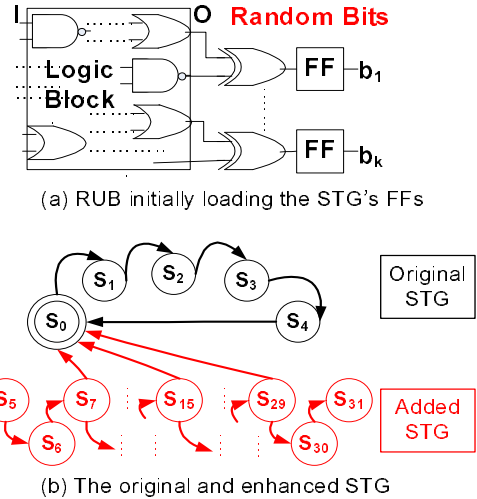 I O Random Bits
Logic
Block
FF b1
FF bk
(a) RUB initially loading the STG's FFs
S1 S2 S3
S0 S4
Original
STG
S5 S7 S15 S29 S31
S6 S30
Added
STG
(b) The original and enhanced STG